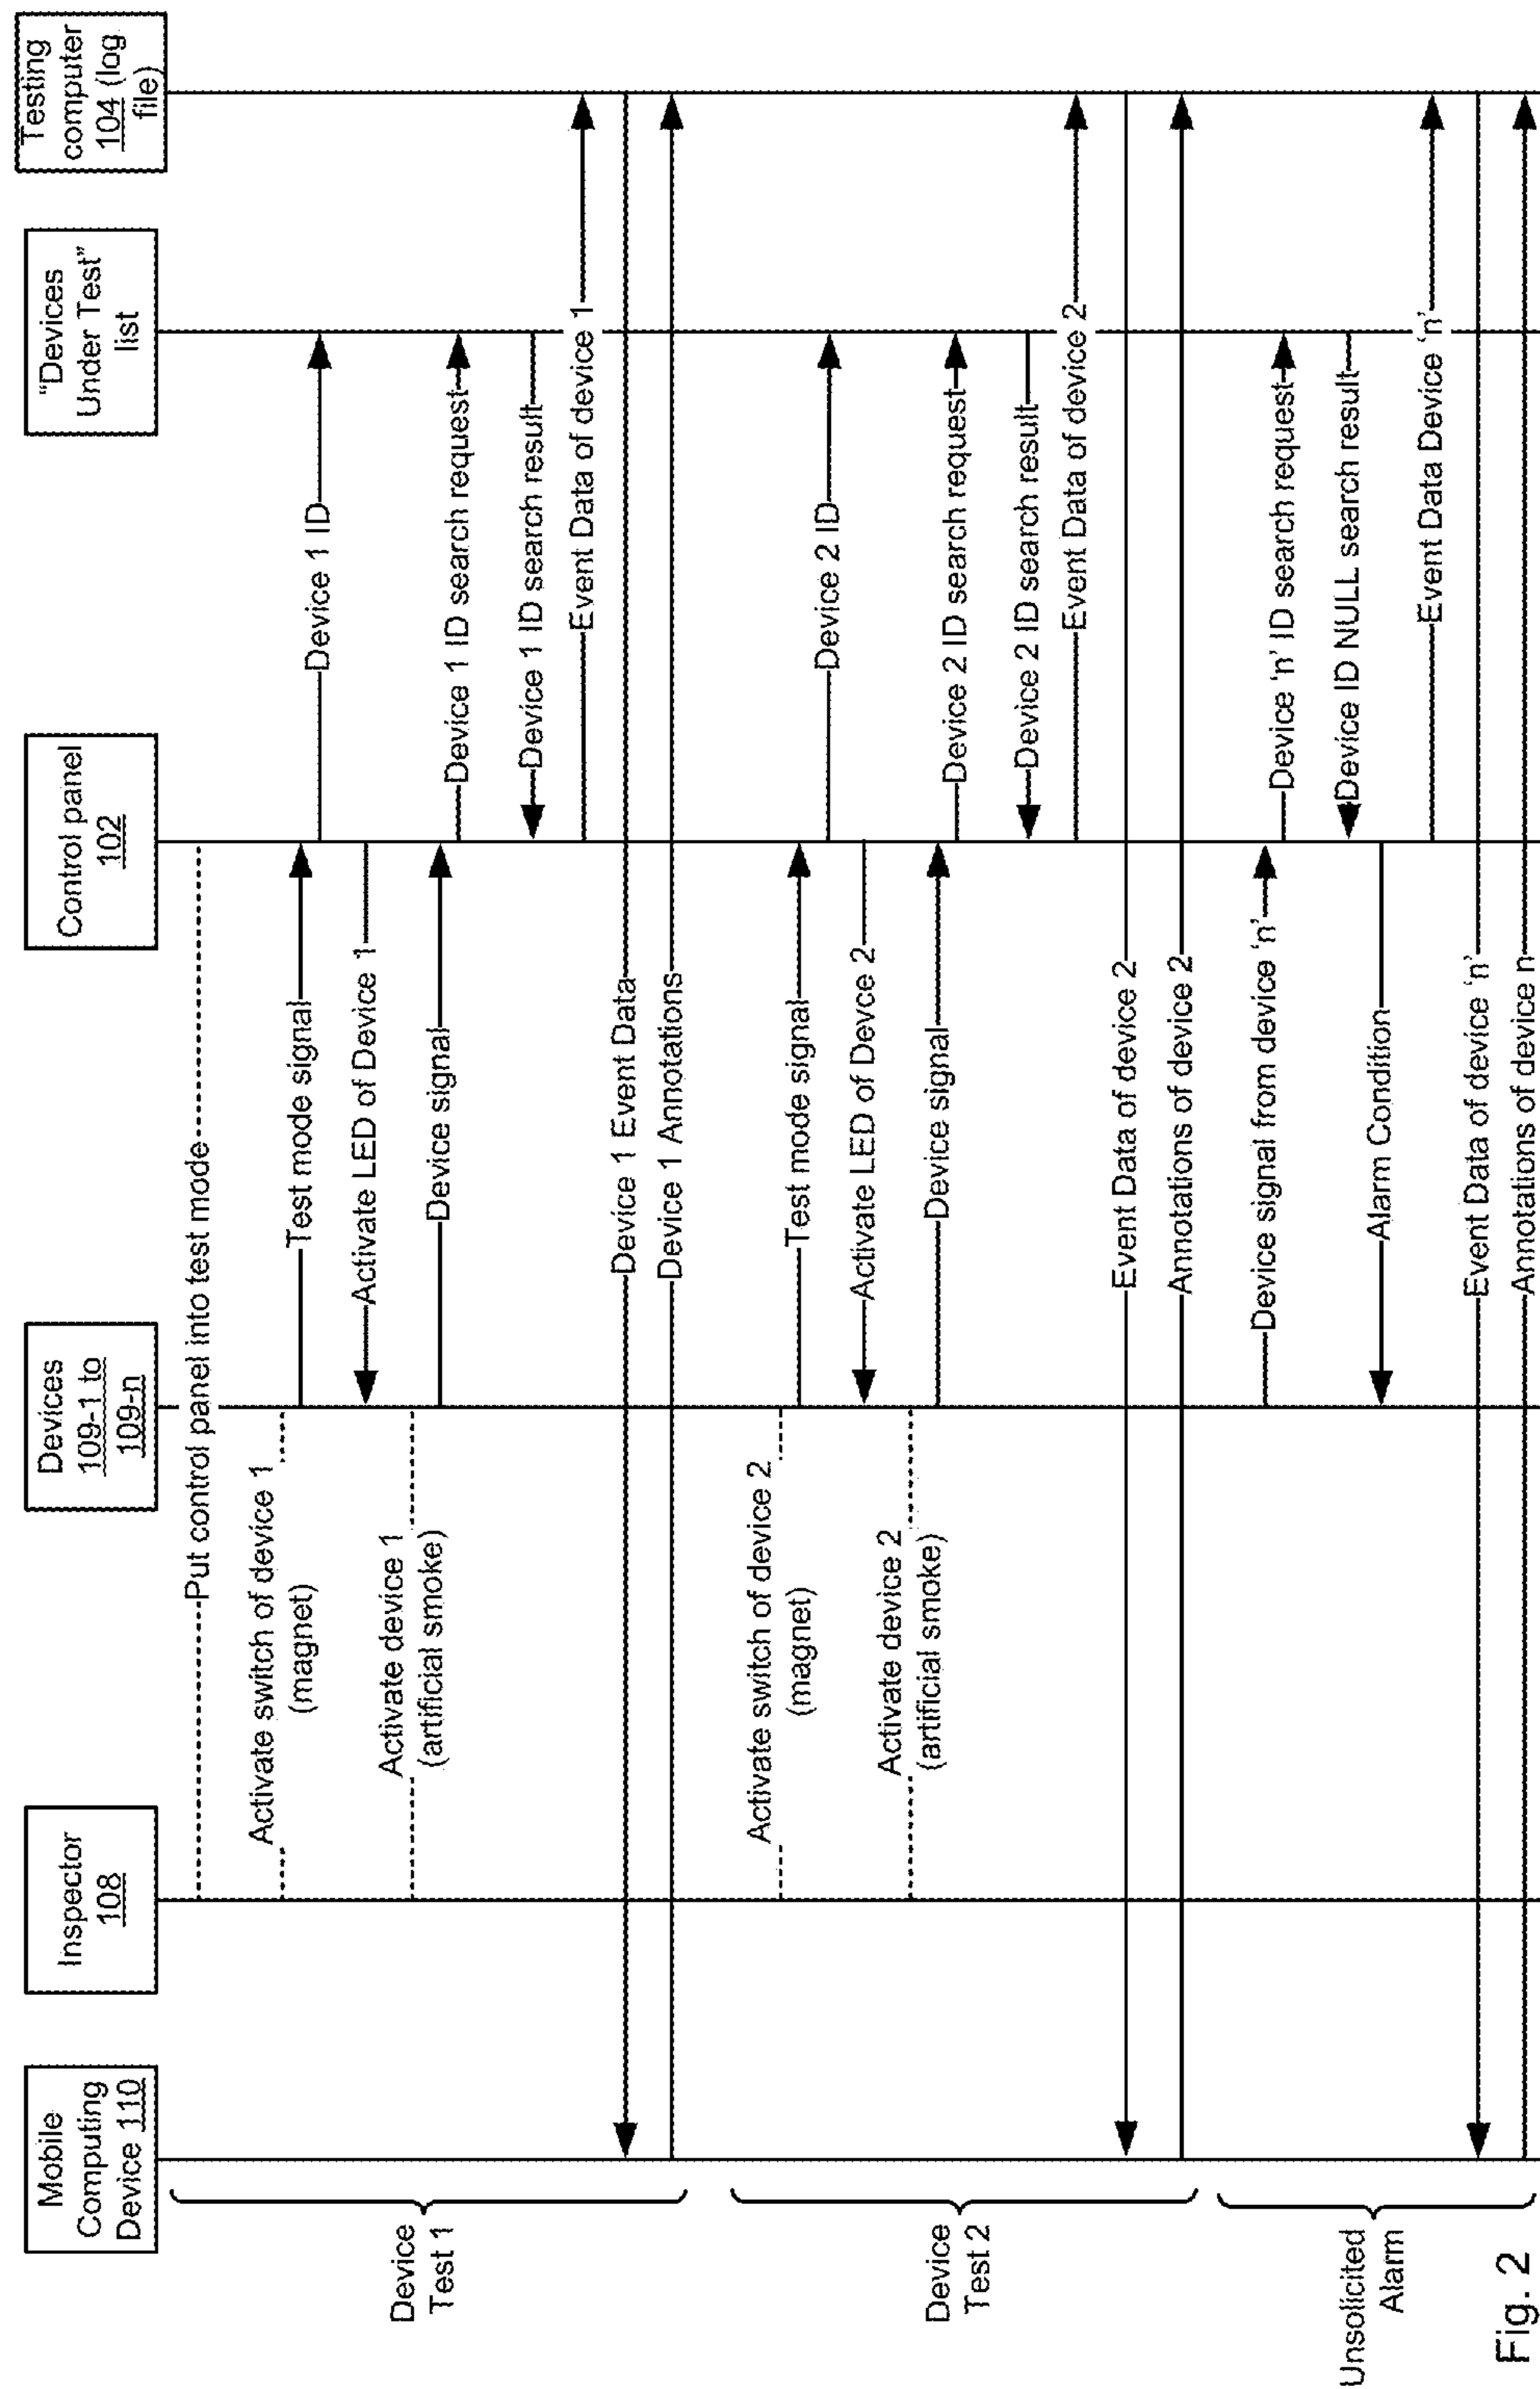 Mobile
Computing
Device 110
Inspector
108
Devices
109-1 to
109-n
Control panel
102
"Devices
Under Test"
list
Testing
computer
104 (log
file)
Device
Test 1
Put control panel into test mode
Activate switch of device 1
(magnet)
Test mode signal
Device 1 ID
Activate LED of Device 1
Activate device 1
(artificial smoke)
Device signal
Device 1 ID search request
Device 1 ID search result
Event Data of device 1
Device 1 Event Data
Device 1 Annotations
Device
Test 2
Activate switch of device 2
(magnet)
Test mode signal
Device 2 ID
Activate LED of Devce 2
Activate device 2
(artificial smoke)
Device signal
Device 2 ID search request
Device 2 ID search result
Event Data of device 2
Event Data of device 2
Annotations of device 2
Unsolicited
Alarm
Device signal from device 'n'
Device 'n' ID search request
Device ID NULL search result
Alarm Condition
Event Data Device 'n'
Event Data of device 'n'
Annotations of device n
Fig. 2